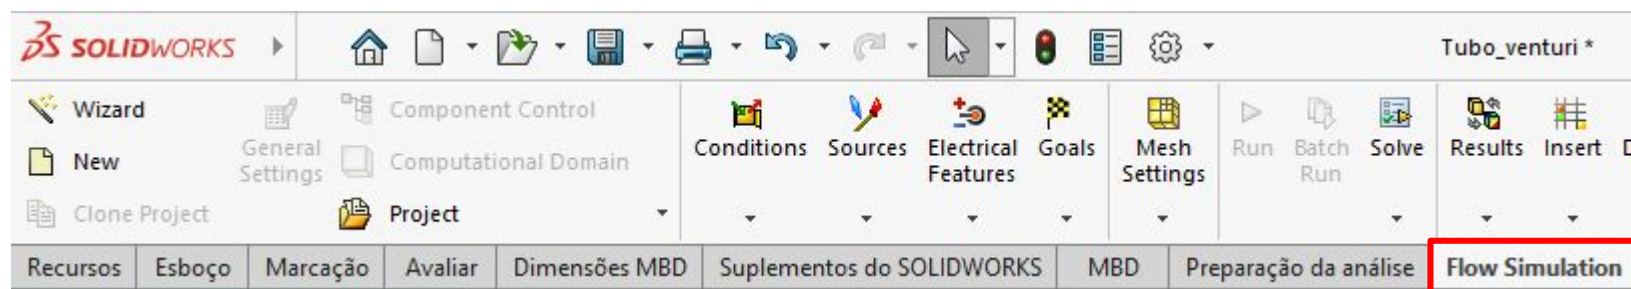 SOLIDWORKS Tubo_venturi *
Wizard
New
Clone Project
General Settings
Component Control
Computational Domain
Project
Conditions
Sources
Electrical Features
Goals
Mesh Settings
Run
Batch Run
Solve
Results
Insert
Recursos Esboço Marcação Avaliar Dimensões MBD Suplementos do SOLIDWORKS MBD Preparação da análise Flow Simulation